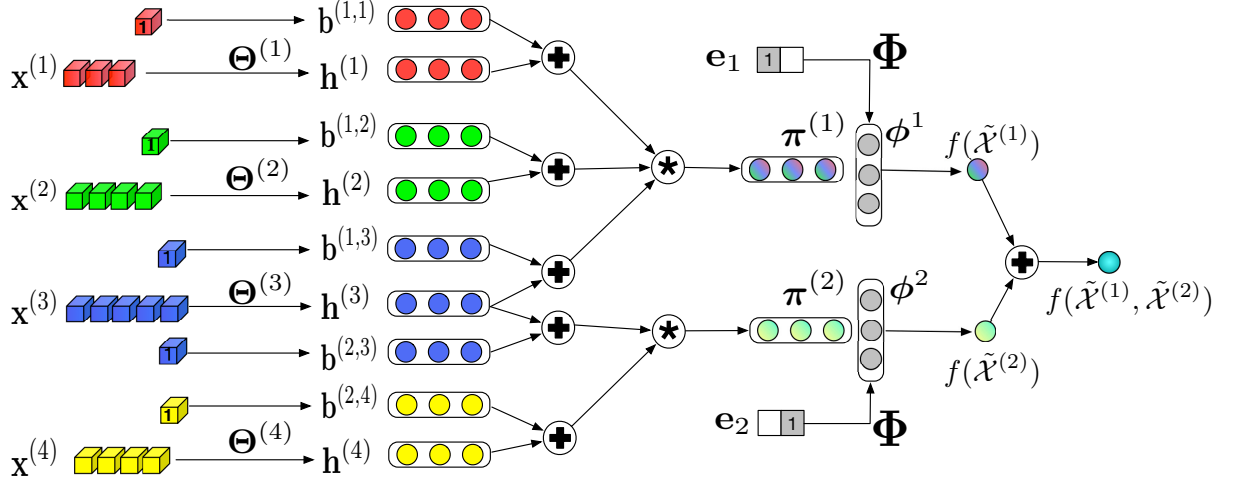 1 b^{(1,1)}
x^{(1)} Θ^{(1)} h^{(1)}
1 b^{(1,2)}
x^{(2)} Θ^{(2)} h^{(2)}
1 b^{(1,3)}
x^{(3)} Θ^{(3)} h^{(3)}
1 b^{(2,3)}
1 b^{(2,4)}
x^{(4)} Θ^{(4)} h^{(4)}
+
+
+
+
+
*
*
e_1 1 Φ
π^{(1)} φ^1
f(𝒳̃^{(1)})
π^{(2)} φ^2
f(𝒳̃^{(2)})
e_2 1 Φ
+
f(𝒳̃^{(1)}, 𝒳̃^{(2)})